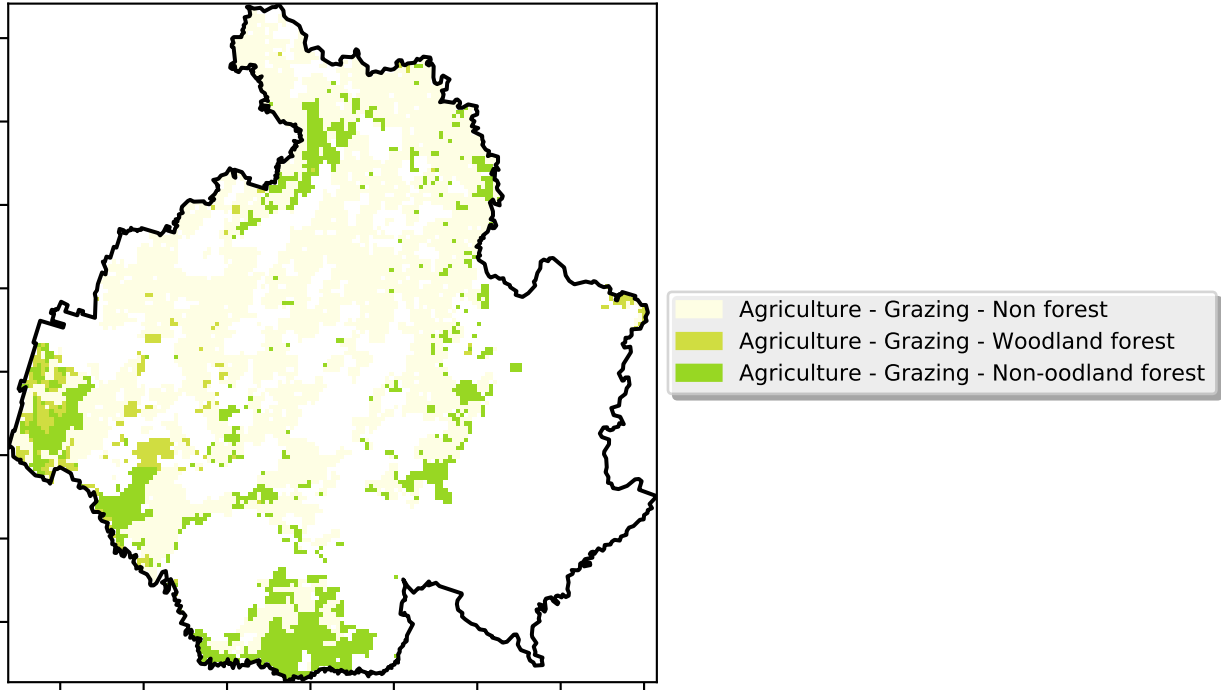 Agriculture - Grazing - Non forest
Agriculture - Grazing - Woodland forest
Agriculture - Grazing - Non-oodland forest